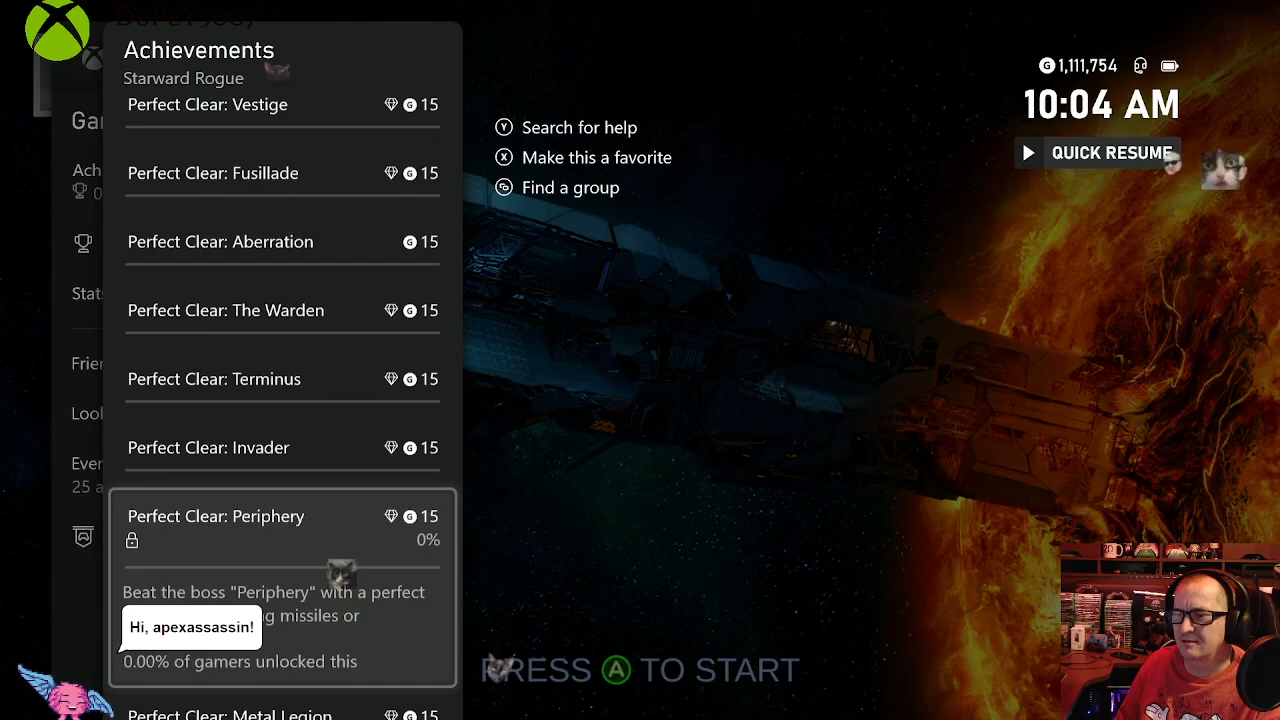 Achievements
Starward Rogue
Perfect Clear: Vestige 15
Perfect Clear: Fusillade 15
Perfect Clear: Aberration 15
Perfect Clear: The Warden 15
Perfect Clear: Terminus 15
Perfect Clear: Invader 15
Perfect Clear: Periphery 15
0%
Beat the boss "Periphery" with a perfect
missiles or
0.00% of gamers unlocked this
Perfect Clear: Metal Legion 15
Hi, apexassassin!
Stats
25
Y Search for help
X Make this a favorite
Find a group
G 1,111,754
10:04 AM
QUICK RESUME
PRESS A TO START